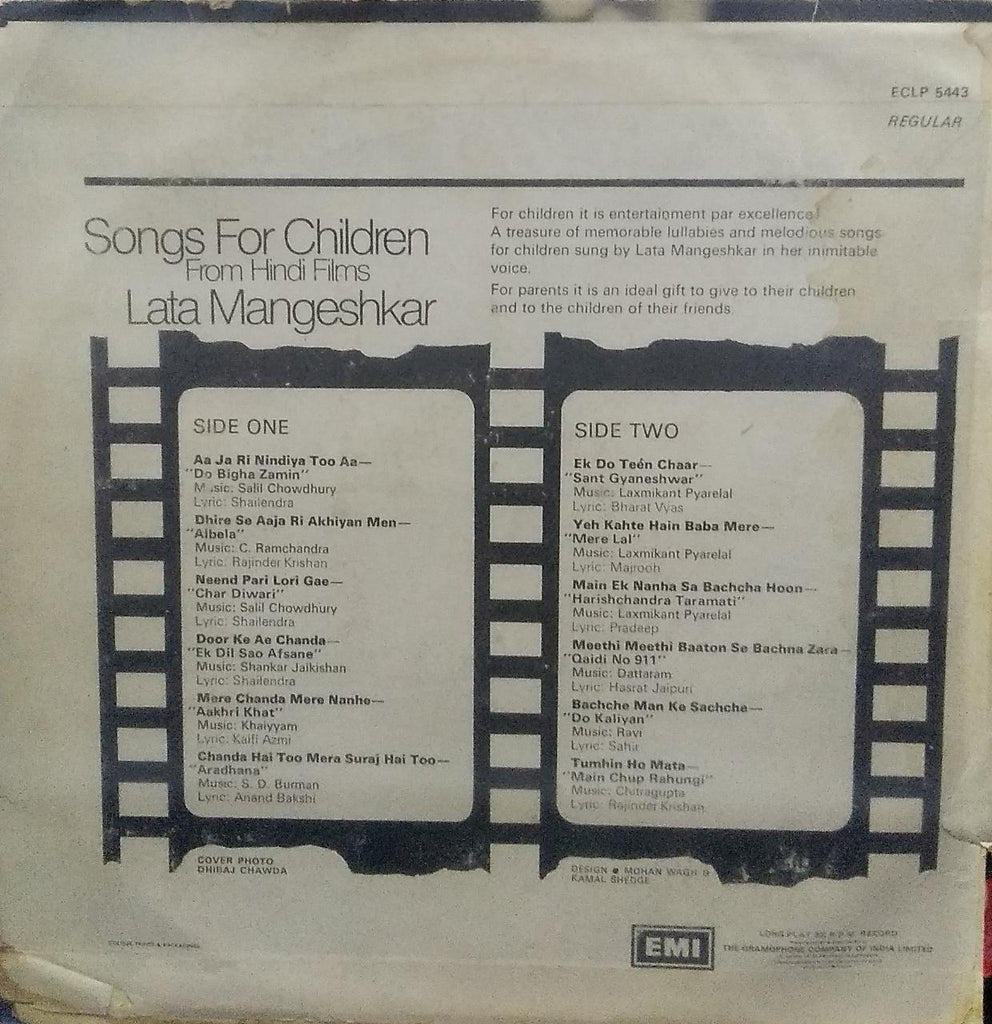 ECLP 5443
REGULAR
Songs For Children
From Hindi Films
Lata Mangeshkar
For children it is entertainment par excellence!
A treasure of memorable lullabies and melodious songs
for children sung by Lata Mangeshkar in her inimitable
voice.
For parents it is an ideal gift to give to their children
and to the children of their friends
SIDE ONE
Aa Ja Ri Nindiya Too Aa—
"Do Bigha Zamin"
Music: Salil Chowdhury
Lyric: Shailendra
Dhire Se Aaja Ri Akhiyan Men—
"Albela"
Music: C. Ramchandra
Lyric: Rajinder Krishan
Neend Pari Lori Gae—
"Char Diwari"
Music: Salil Chowdhury
Lyric: Shailendra
Door Ke Ae Chanda—
"Ek Dil Sao Afsane"
Music: Shankar Jaikishan
Lyric: Shailendra
Mere Chanda Mere Nanhe—
"Aakhri Khat"
Music: Khaiyyam
Lyric: Kaifi Azmi
Chanda Hai Too Mera Suraj Hai Too—
"Aradhana"
Music: S. D. Burman
Lyric: Anand Bakshi
SIDE TWO
Ek Do Teén Chaar—
"Sant Gyaneshwar"
Music: Laxmikant Pyarelal
Lyric: Bharat Vyas
Yeh Kahte Hain Baba Mere—
"Mere Lal"
Music: Laxmikant Pyarelal
Lyric: Majrooh
Main Ek Nanha Sa Bachcha Hoon—
"Harishchandra Taramati"
Music: Laxmikant Pyarelal
Lyric: Pradeep
Meethi Meethi Baaton Se Bachna Zara—
"Qaidi No 911"
Music: Dattaram
Lyric: Hasrat Jaipuri
Bachche Man Ke Sachche—
"Do Kaliyan"
Music: Ravi
Lyric: Sahir
Tumhin Ho Mata—
"Main Chup Rahungi"
Music: Chitragupta
Lyric: Rajinder Krishan
COVER PHOTO
DHIRAJ CHAWDA
DESIGN • MOHAN WAGH &
KAMAL SHEDGE
EMI
LONG PLAY 33⅓ R.P.M. RECORD
THE GRAMOPHONE COMPANY OF INDIA LIMITED